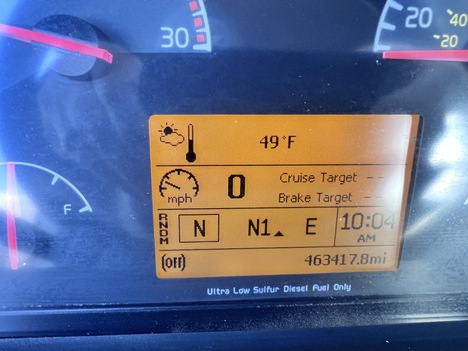 30
20 40
20
49°F
mph 0 Cruise Target --
Brake Target --
F
RNDM N N1 E 10:04 AM
(off) 463417.8mi
Ultra Low Sulfur Diesel Fuel Only